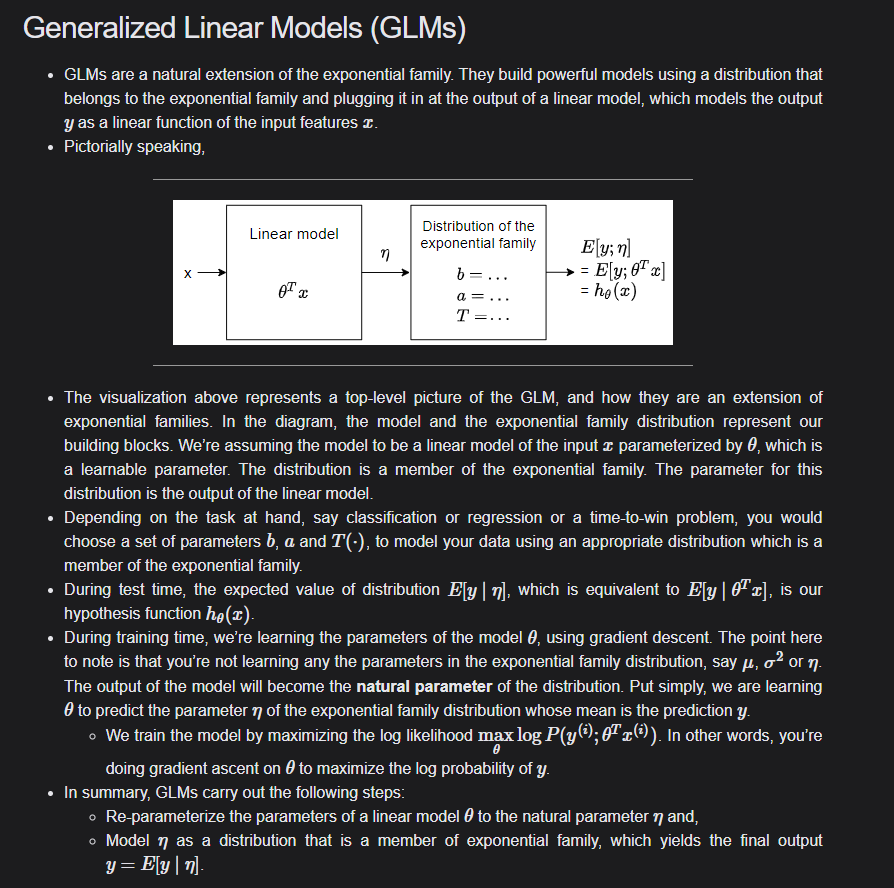 Generalized Linear Models (GLMs)
• GLMs are a natural extension of the exponential family. They build powerful models using a distribution that
belongs to the exponential family and plugging it in at the output of a linear model, which models the output
y as a linear function of the input features x.
• Pictorially speaking,
x
Linear model
θᵀx
η
Distribution of the
exponential family
b = ...
a = ...
T = ...
E[y; η]
= E[y; θᵀx]
= h_θ(x)
• The visualization above represents a top-level picture of the GLM, and how they are an extension of
exponential families. In the diagram, the model and the exponential family distribution represent our
building blocks. We’re assuming the model to be a linear model of the input x parameterized by θ, which is
a learnable parameter. The distribution is a member of the exponential family. The parameter for this
distribution is the output of the linear model.
• Depending on the task at hand, say classification or regression or a time-to-win problem, you would
choose a set of parameters b, a and T(·), to model your data using an appropriate distribution which is a
member of the exponential family.
• During test time, the expected value of distribution E[y | η], which is equivalent to E[y | θᵀx], is our
hypothesis function h_θ(x).
• During training time, we’re learning the parameters of the model θ, using gradient descent. The point here
to note is that you’re not learning any the parameters in the exponential family distribution, say μ, σ² or η.
The output of the model will become the natural parameter of the distribution. Put simply, we are learning
θ to predict the parameter η of the exponential family distribution whose mean is the prediction y.
◦ We train the model by maximizing the log likelihood max_θ log P(y⁽ⁱ⁾; θᵀx⁽ⁱ⁾). In other words, you’re
doing gradient ascent on θ to maximize the log probability of y.
• In summary, GLMs carry out the following steps:
◦ Re-parameterize the parameters of a linear model θ to the natural parameter η and,
◦ Model η as a distribution that is a member of exponential family, which yields the final output
y = E[y | η].